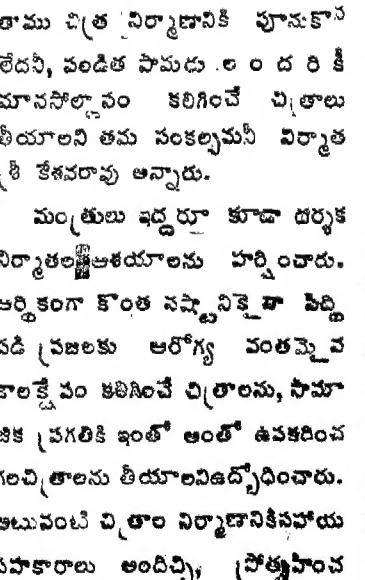 తాము చిత్ర నిర్మాణానికి పూనుకొన
లేదనీ, పండిత పామరు లందరికీ
మానసోల్లాసం కలిగించే చిత్రాలు
తీయాలని తమ సంకల్పమనీ నిర్మాత
శ్రీ కేశవరావు అన్నారు.
మంత్రులు ఇద్దరూ కూడా దర్శక
నిర్మాతల ఆశయాలను హర్షించారు.
ఆర్థికంగా కొంత నష్టానికైనా సిద్ధ
పడి ప్రజలకు ఆరోగ్య వంతమైన
కాలక్షేపం కలిగించే చిత్రాలను, సామా
జిక ప్రగతికి ఇంతో అంతో ఉపకరించ
గలచిత్రాలను తీయాలనిఉద్బోధించారు.
అటువంటి చిత్రాల నిర్మాణానికిసహాయ
సహకారాలు అందిచ్చి, ప్రోత్సహించ